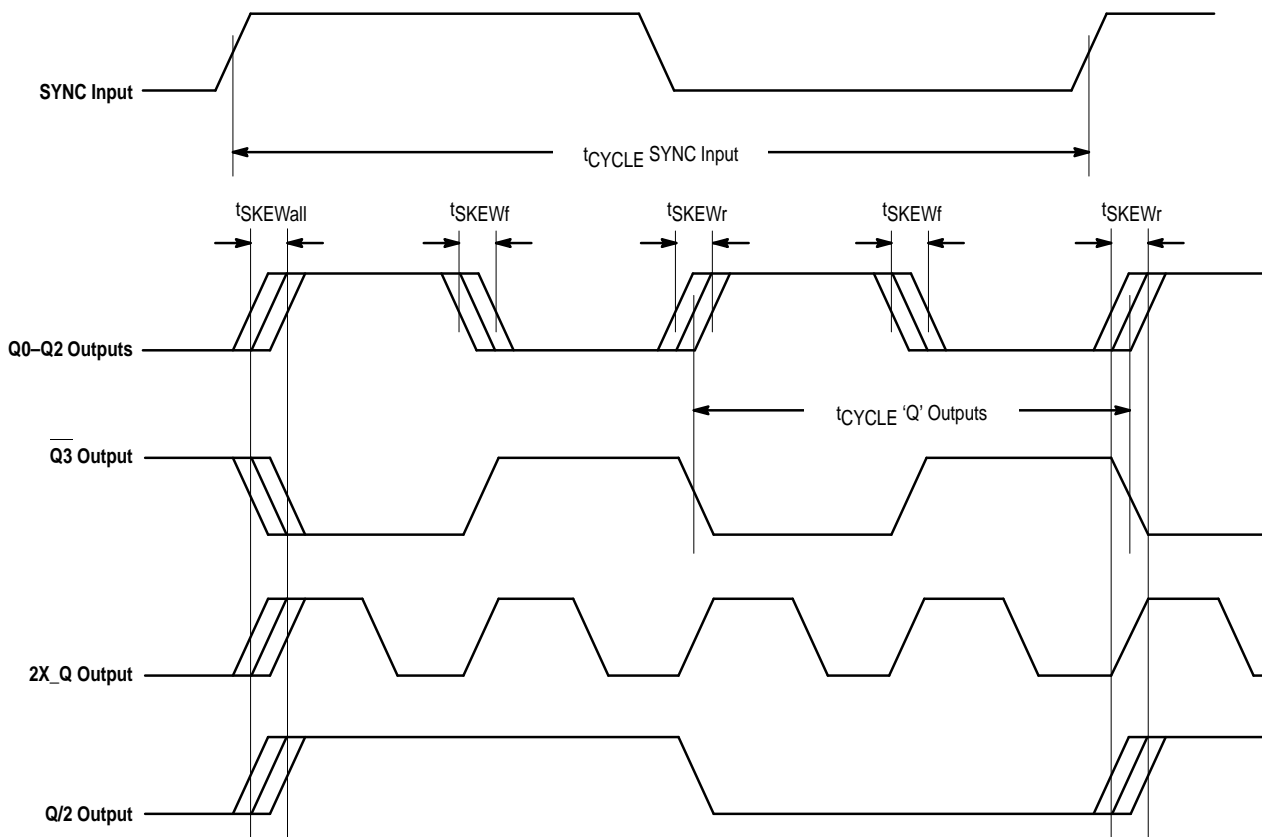 SYNC Input
tCYCLE SYNC Input
tSKEWall
tSKEWf
tSKEWr
tSKEWf
tSKEWr
Q0–Q2 Outputs
tCYCLE ‘Q’ Outputs
Q3 Output
2X_Q Output
Q/2 Output